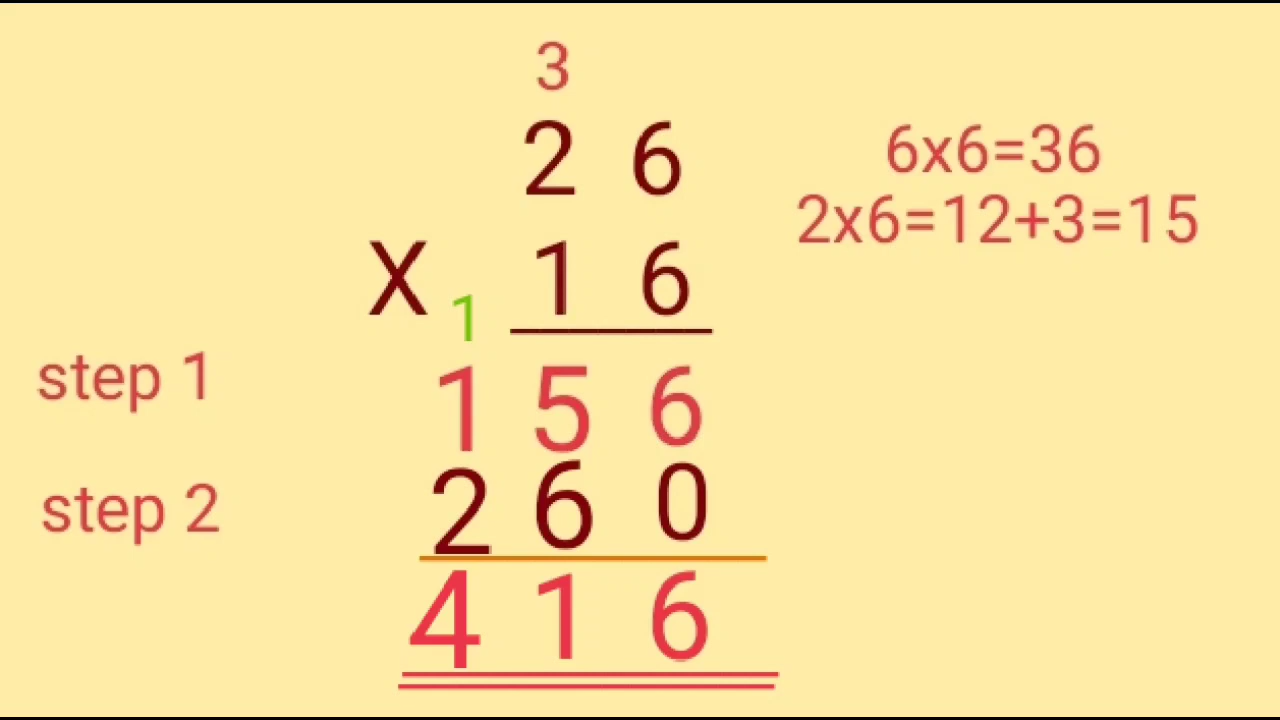 3
2 6
6x6=36
2x6=12+3=15
X 1 6
1
step 1
1 5 6
step 2
2 6 0
4 1 6